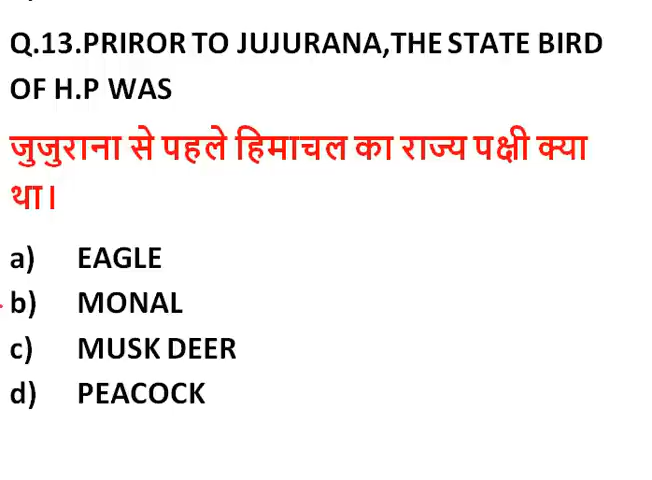 Q.13.PRIROR TO JUJURANA,THE STATE BIRD
OF H.P WAS
जुजुराना से पहले हिमाचल का राज्य पक्षी क्या
था।
a) EAGLE
b) MONAL
c) MUSK DEER
d) PEACOCK